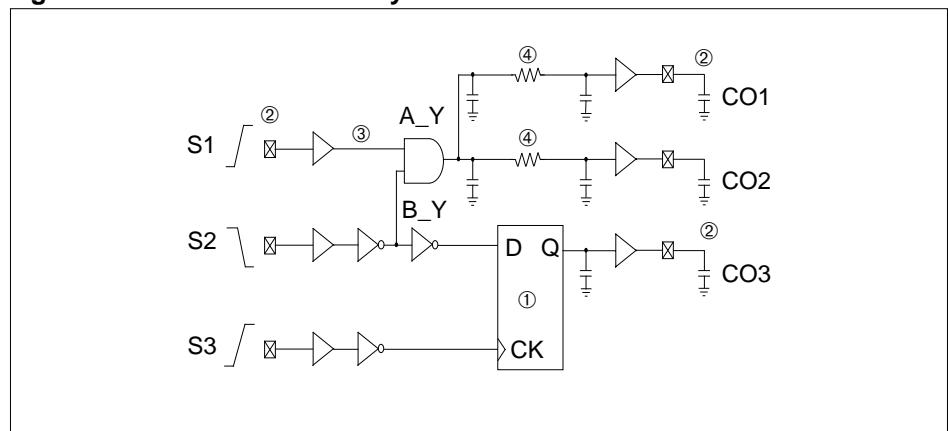 ④ ②
CO1
A_Y
② ③ ④
S1
CO2
B_Y
S2 ②
D Q
CO3
①
S3
CK